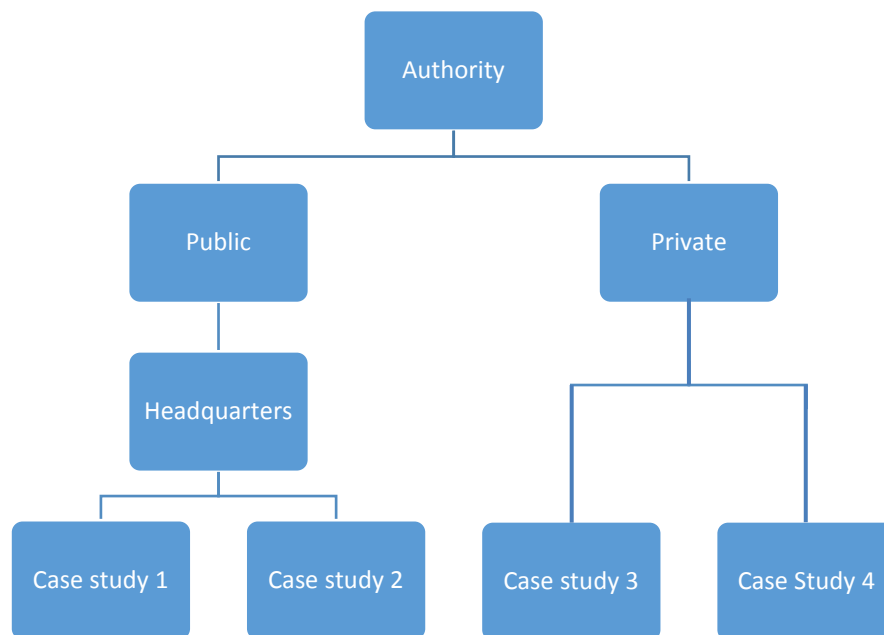 Authority
Public
Private
Headquarters
Case study 1
Case study 2
Case study 3
Case Study 4